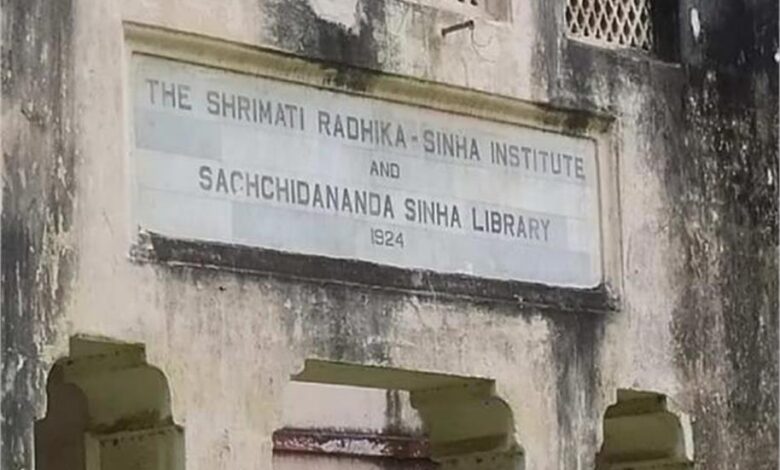 THE SHRIMATI RADHIKA-SINHA INSTITUTE
AND
SACHCHIDANANDA SINHA LIBRARY
1924